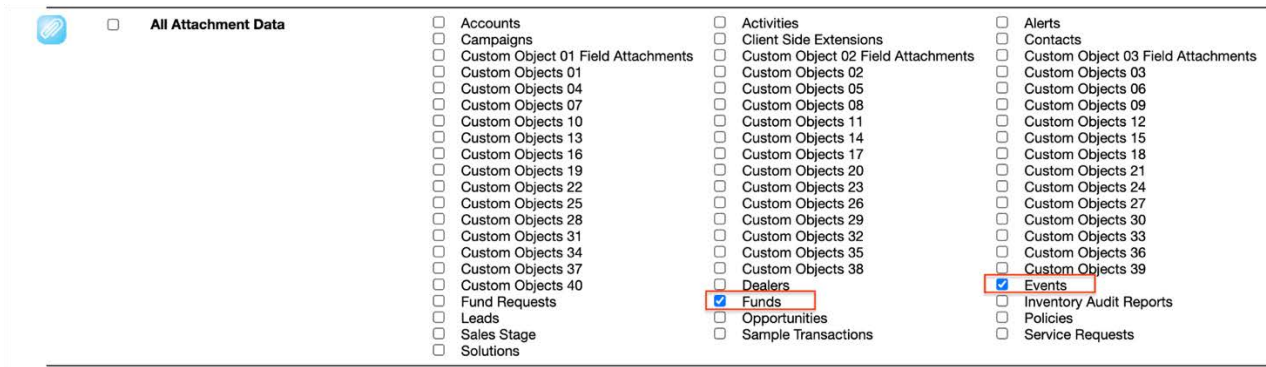 All Attachment Data Accounts Activities Alerts
Campaigns Client Side Extensions Contacts
Custom Object 01 Field Attachments Custom Object 02 Field Attachments Custom Object 03 Field Attachments
Custom Objects 01 Custom Objects 02 Custom Objects 03
Custom Objects 04 Custom Objects 05 Custom Objects 06
Custom Objects 07 Custom Objects 08 Custom Objects 09
Custom Objects 10 Custom Objects 11 Custom Objects 12
Custom Objects 13 Custom Objects 14 Custom Objects 15
Custom Objects 16 Custom Objects 17 Custom Objects 18
Custom Objects 19 Custom Objects 20 Custom Objects 21
Custom Objects 22 Custom Objects 23 Custom Objects 24
Custom Objects 25 Custom Objects 26 Custom Objects 27
Custom Objects 28 Custom Objects 29 Custom Objects 30
Custom Objects 31 Custom Objects 32 Custom Objects 33
Custom Objects 34 Custom Objects 35 Custom Objects 36
Custom Objects 37 Custom Objects 38 Custom Objects 39
Custom Objects 40 Dealers Events
Fund Requests Funds Inventory Audit Reports
Leads Opportunities Policies
Sales Stage Sample Transactions Service Requests
Solutions